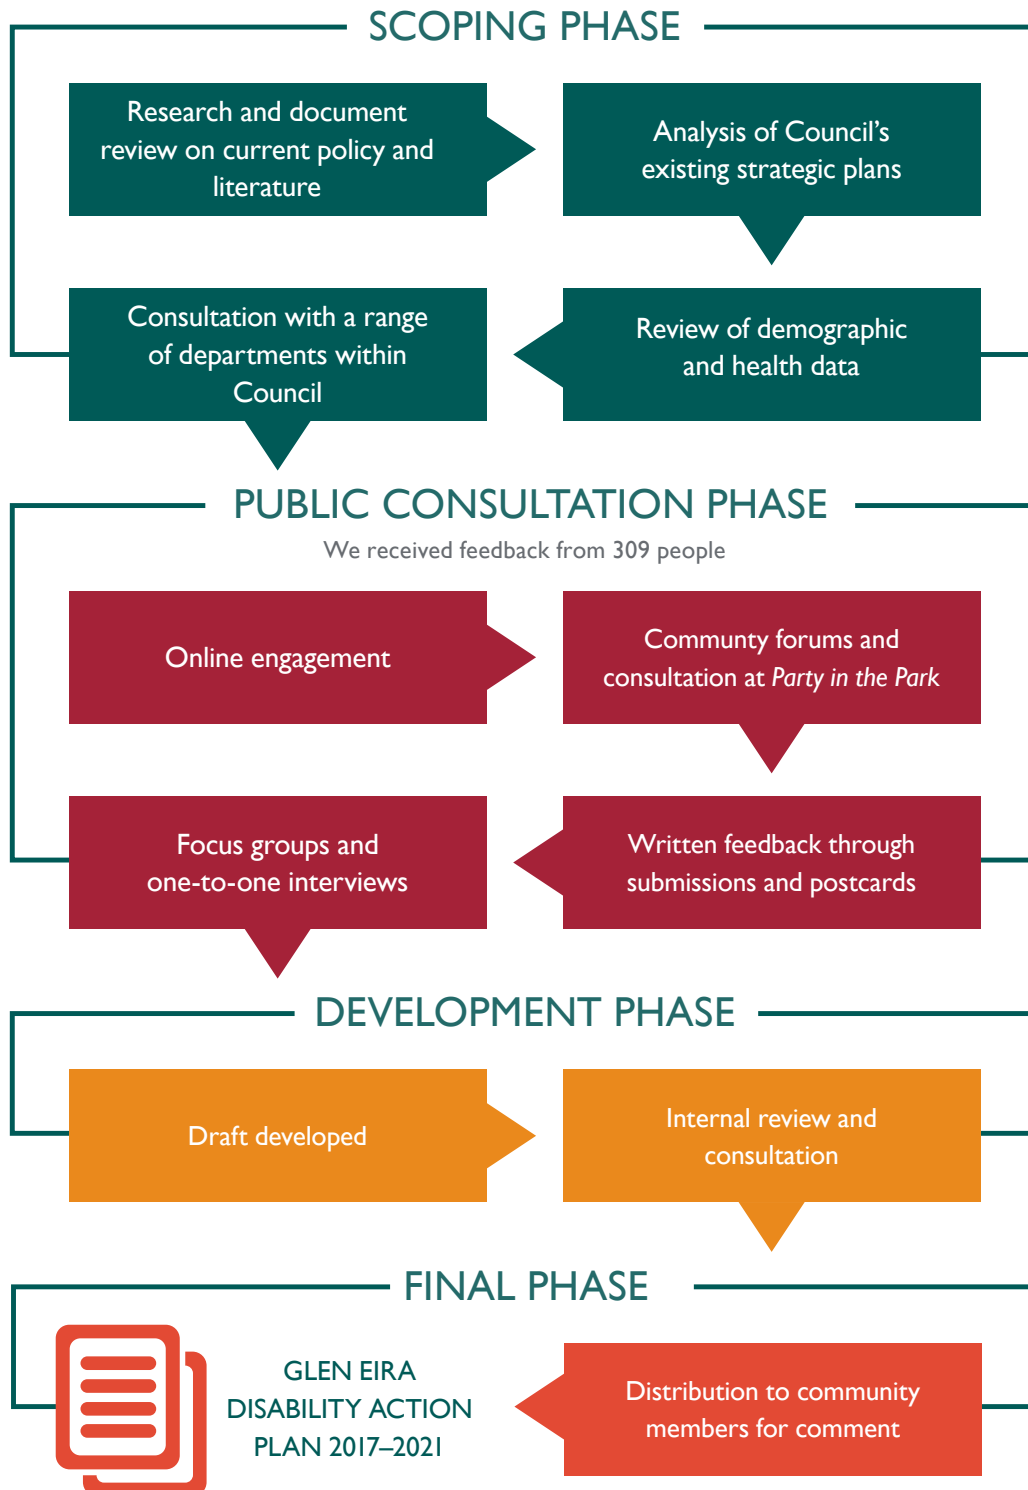 SCOPING PHASE
Research and document
review on current policy and
literature
Analysis of Council’s
existing strategic plans
Review of demographic
and health data
Consultation with a range
of departments within
Council
PUBLIC CONSULTATION PHASE
We received feedback from 309 people
Online engagement
Communty forums and
consultation at Party in the Park
Written feedback through
submissions and postcards
Focus groups and
one-to-one interviews
DEVELOPMENT PHASE
Draft developed
Internal review and
consultation
FINAL PHASE
Distribution to community
members for comment
GLEN EIRA
DISABILITY ACTION
PLAN 2017–2021